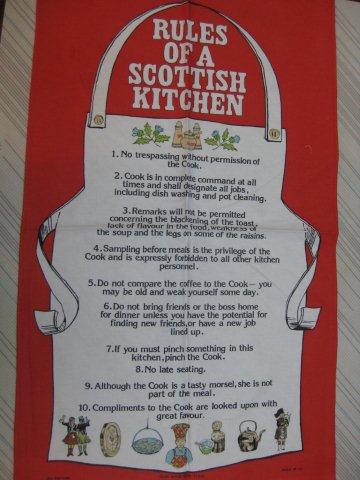 RULES
OF A
SCOTTISH
KITCHEN
1. No trespassing without permission of
the Cook.
2. Cook is in complete command at all
times and shall designate all jobs,
including dish washing and pot cleaning.
3. Remarks will not be permitted
concerning the blackening of the toast,
lack of flavour in the food, weakness of
the soup and the legs on some of the raisins.
4. Sampling before meals is the privilege of the
Cook and is expressly forbidden to all other kitchen
personnel.
5. Do not compare the coffee to the Cook — you
may be old and weak yourself some day.
6. Do not bring friends or the boss home
for dinner unless you have the potential for
finding new friends, or have a new job
lined up.
7. If you must pinch something in this
kitchen, pinch the Cook.
8. No late seating.
9. Although the Cook is a tasty morsel, she is not
part of the meal.
10. Compliments to the Cook are looked upon with
great favour.